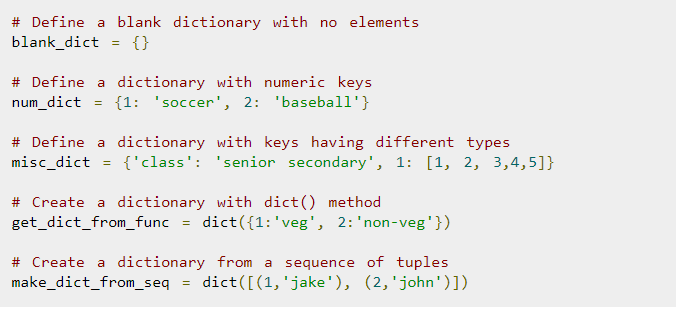 # Define a blank dictionary with no elements
blank_dict = {}
# Define a dictionary with numeric keys
num_dict = {1: 'soccer', 2: 'baseball'}
# Define a dictionary with keys having different types
misc_dict = {'class': 'senior secondary', 1: [1, 2, 3,4,5]}
# Create a dictionary with dict() method
get_dict_from_func = dict({1:'veg', 2:'non-veg'})
# Create a dictionary from a sequence of tuples
make_dict_from_seq = dict([(1,'jake'), (2,'john')])